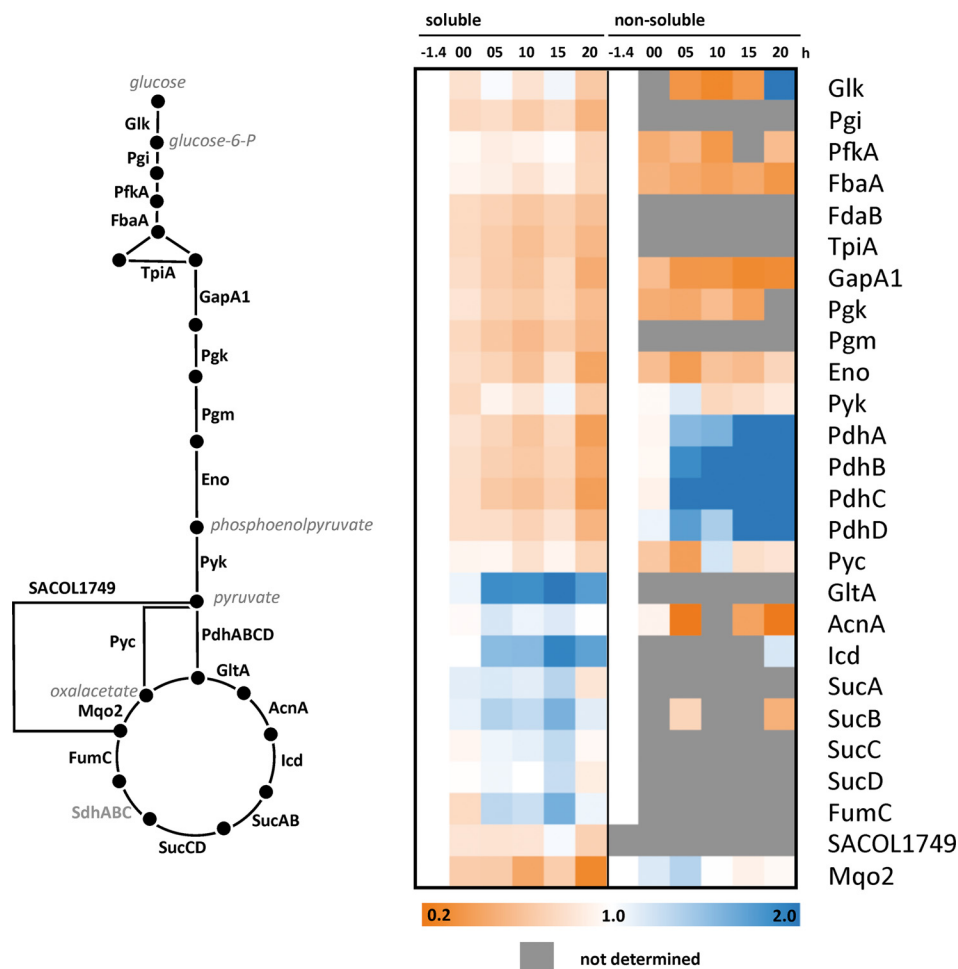 soluble non-soluble
-1.4 00 05 10 15 20 -1.4 00 05 10 15 20 h
glucose
Glk
glucose-6-P
Pgi
PfkA
FbaA
TpiA
GapA1
Pgk
Pgm
Eno
phosphoenolpyruvate
Pyk
SACOL1749
pyruvate
Pyc
PdhABCD
GltA
oxalacetate
Mqo2
AcnA
FumC
Icd
SdhABC
SucAB
SucCD
Glk
Pgi
PfkA
FbaA
FdaB
TpiA
GapA1
Pgk
Pgm
Eno
Pyk
PdhA
PdhB
PdhC
PdhD
Pyc
GltA
AcnA
Icd
SucA
SucB
SucC
SucD
FumC
SACOL1749
Mqo2
0.2 1.0 2.0
not determined